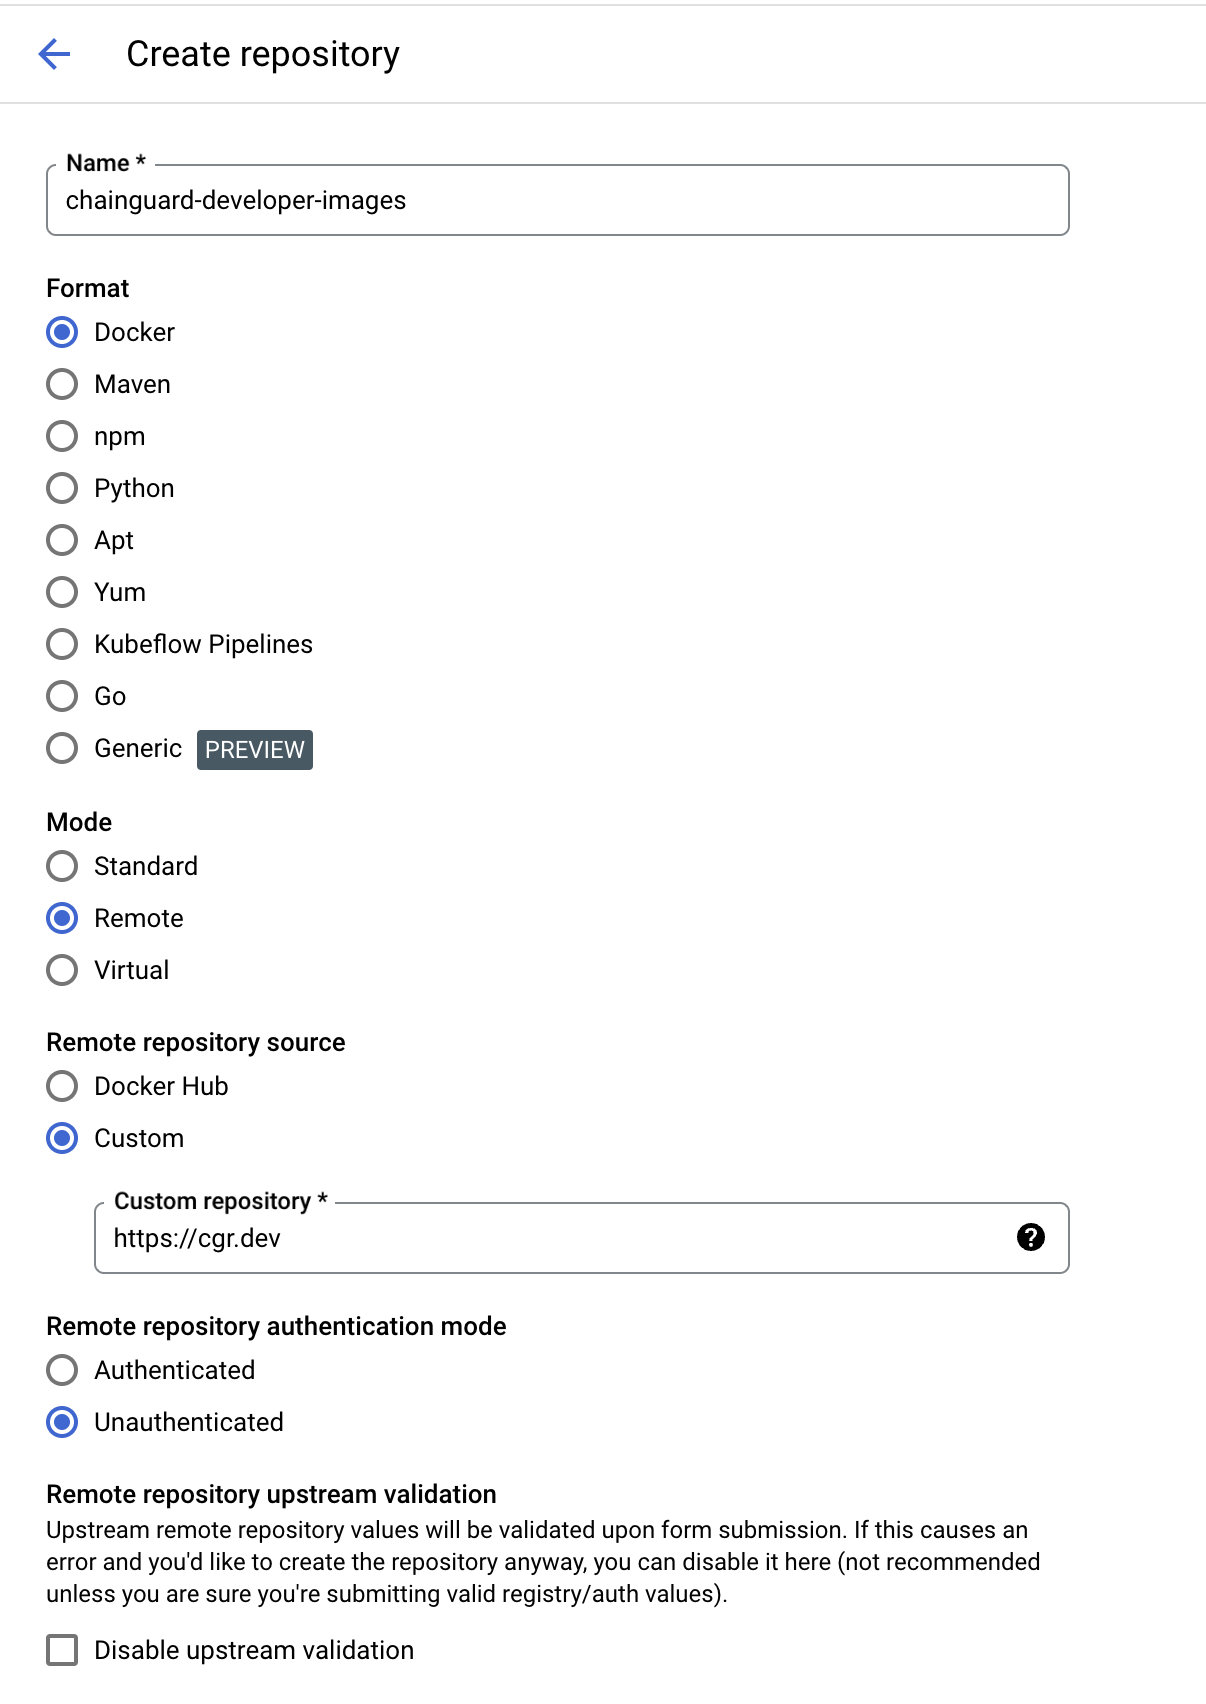 Create repository
Name *
chainguard-developer-images
Format
Docker
Maven
npm
Python
Apt
Yum
Kubeflow Pipelines
Go
Generic PREVIEW
Mode
Standard
Remote
Virtual
Remote repository source
Docker Hub
Custom
Custom repository *
https://cgr.dev
?
Remote repository authentication mode
Authenticated
Unauthenticated
Remote repository upstream validation
Upstream remote repository values will be validated upon form submission. If this causes an
error and you'd like to create the repository anyway, you can disable it here (not recommended
unless you are sure you're submitting valid registry/auth values).
Disable upstream validation